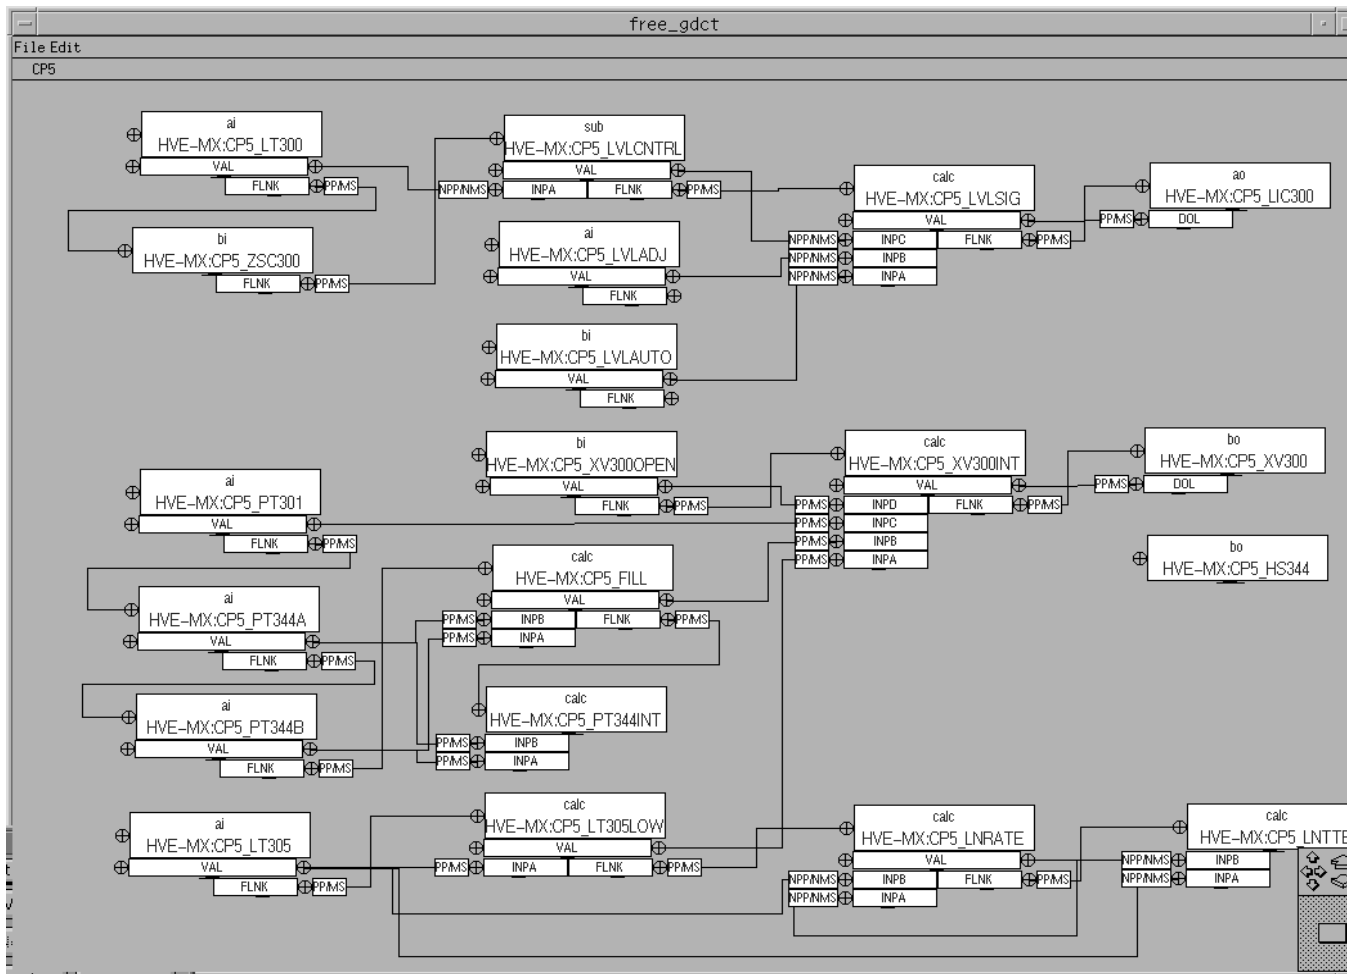 free_gdct
File Edit
CP5
ai
HVE-MX:CP5_LT300
VAL
FLNK
PP/MS
bi
HVE-MX:CP5_ZSC300
FLNK
PP/MS
sub
HVE-MX:CP5_LVLCNTRL
VAL
NPP/NMS
INPA
FLNK
PP/MS
ai
HVE-MX:CP5_LVLADJ
VAL
FLNK
bi
HVE-MX:CP5_LVLAUTO
VAL
FLNK
calc
HVE-MX:CP5_LVLSIG
VAL
NPP/NMS
INPC
FLNK
PP/MS
NPP/NMS
INPB
NPP/NMS
INPA
ao
HVE-MX:CP5_LIC300
PP/MS
DOL
bi
HVE-MX:CP5_XV300OPEN
VAL
FLNK
PP/MS
calc
HVE-MX:CP5_XV300INT
VAL
PP/MS
INPD
FLNK
PP/MS
PP/MS
INPC
PP/MS
INPB
PP/MS
INPA
bo
HVE-MX:CP5_XV300
PP/MS
DOL
bo
HVE-MX:CP5_HS344
ai
HVE-MX:CP5_PT301
VAL
FLNK
PP/MS
ai
HVE-MX:CP5_PT344A
VAL
FLNK
PP/MS
ai
HVE-MX:CP5_PT344B
VAL
FLNK
PP/MS
calc
HVE-MX:CP5_FILL
VAL
PP/MS
INPB
FLNK
PP/MS
PP/MS
INPA
calc
HVE-MX:CP5_PT344INT
PP/MS
INPB
PP/MS
INPA
ai
HVE-MX:CP5_LT305
VAL
FLNK
PP/MS
calc
HVE-MX:CP5_LT305LOW
VAL
PP/MS
INPA
FLNK
PP/MS
calc
HVE-MX:CP5_LNRATE
VAL
NPP/NMS
INPB
FLNK
PP/MS
NPP/NMS
INPA
calc
HVE-MX:CP5_LNTTE
NPP/NMS
INPB
NPP/NMS
INPA